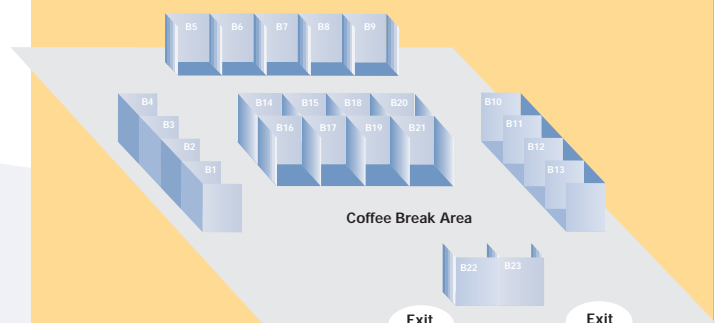 B5 B6 B7 B8 B9
B4 B14 B15 B18 B20 B10
B3 B16 B17 B19 B21 B11
B2 B12
B1 B13
Coffee Break Area
B22 B23
Exit Exit